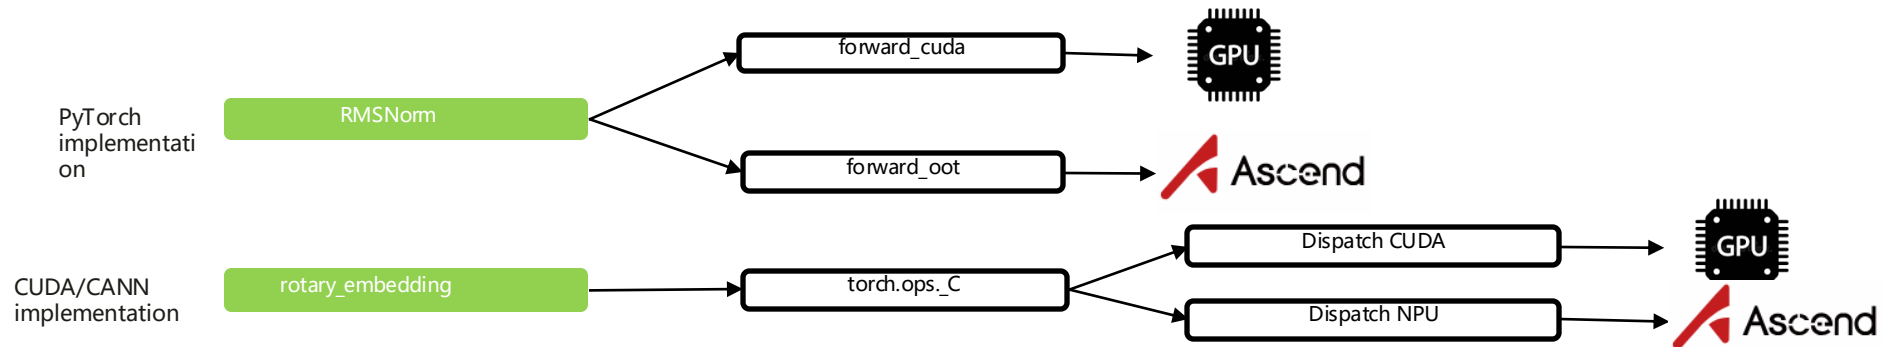 forward_cuda
GPU
PyTorch
implementati
on
RMSNorm
forward_oot
Ascend
CUDA/CANN
implementation
rotary_embedding
torch.ops._C
Dispatch CUDA
GPU
Dispatch NPU
Ascend